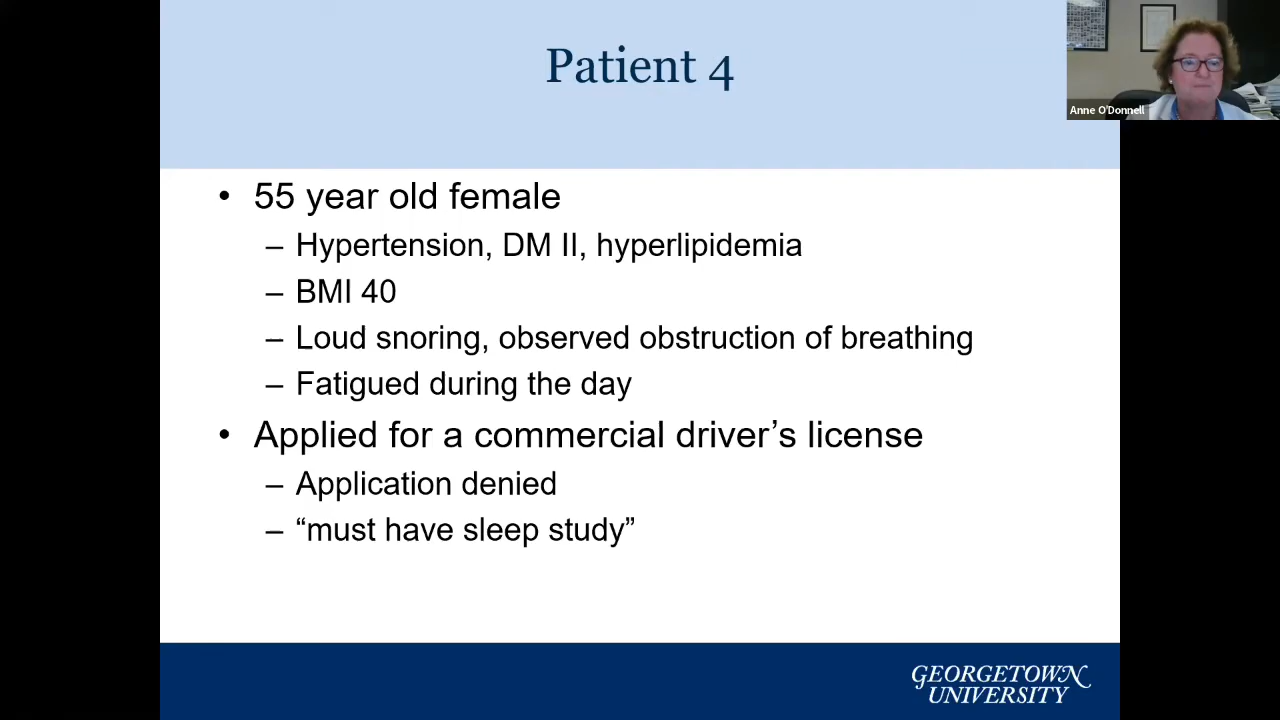 Patient 4
Anne O'Donnell
• 55 year old female
– Hypertension, DM II, hyperlipidemia
– BMI 40
– Loud snoring, observed obstruction of breathing
– Fatigued during the day
• Applied for a commercial driver’s license
– Application denied
– “must have sleep study”
GEORGETOWN
UNIVERSITY